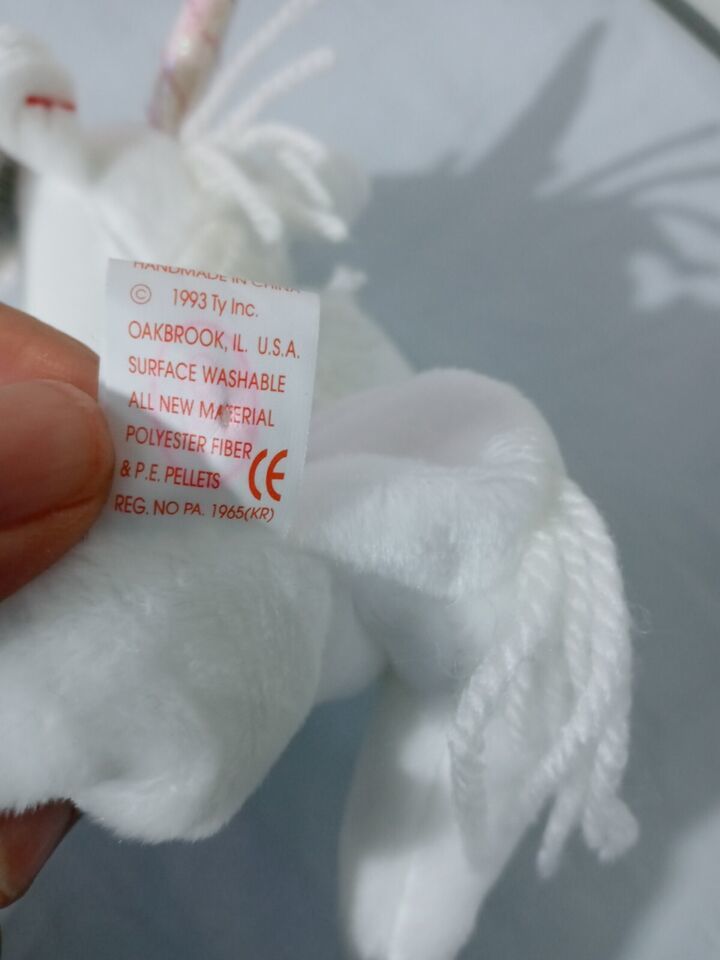 HANDMADE IN CHINA
© 1993 Ty Inc.
OAKBROOK, IL. U.S.A.
SURFACE WASHABLE
ALL NEW MATERIAL
POLYESTER FIBER
& P.E. PELLETS CE
REG. NO PA. 1965(KR)